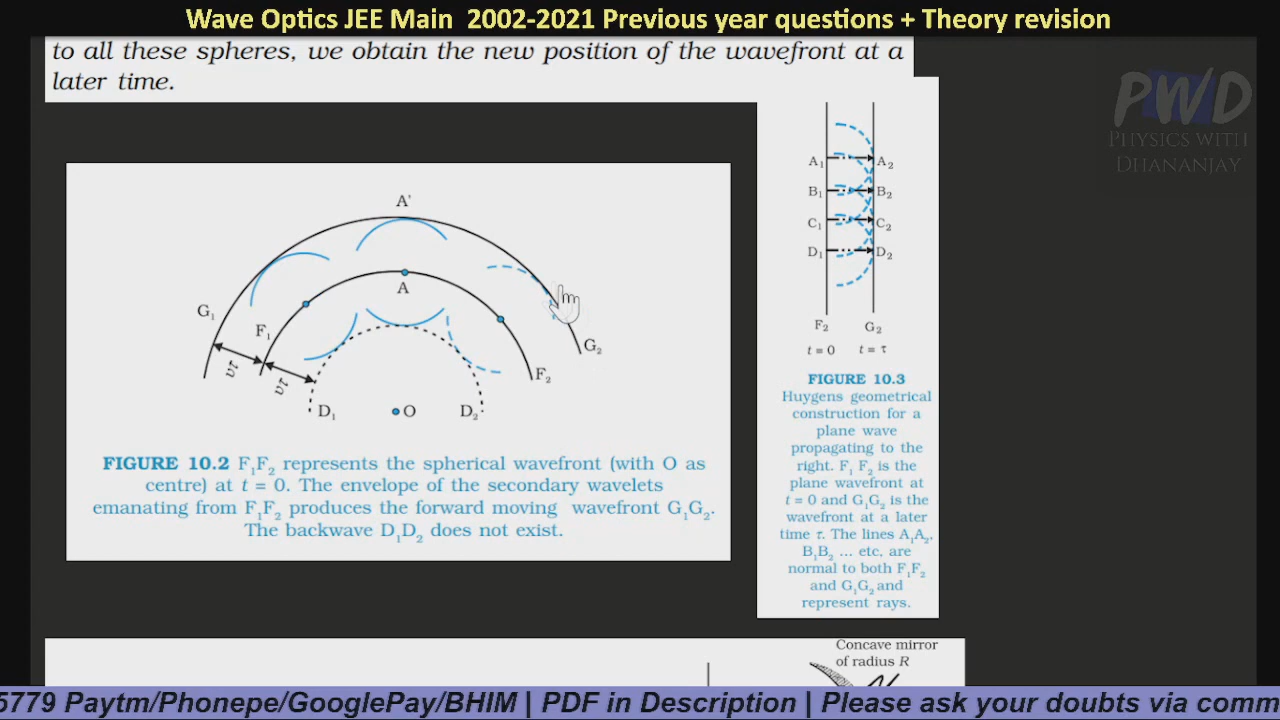 Wave Optics JEE Main 2002-2021 Previous year questions + Theory revision
to all these spheres, we obtain the new position of the wavefront at a
later time.
PWD
PHYSICS WITH
DHANANJAY
A'
A
G1
F1
vτ
vτ
G2
F2
D1
O
D2
FIGURE 10.2 F1F2 represents the spherical wavefront (with O as
centre) at t = 0. The envelope of the secondary wavelets
emanating from F1F2 produces the forward moving wavefront G1G2.
The backwave D1D2 does not exist.
A1 A2
B1 B2
C1 C2
D1 D2
F2 G2
t = 0 t = τ
FIGURE 10.3
Huygens geometrical
construction for a
plane wave
propagating to the
right. F1 F2 is the
plane wavefront at
t = 0 and G1G2 is the
wavefront at a later
time τ. The lines A1A2,
B1B2 ... etc, are
normal to both F1F2
and G1G2 and
represent rays.
Concave mirror
of radius R
5779 Paytm/Phonepe/GooglePay/BHIM | PDF in Description | Please ask your doubts via comm